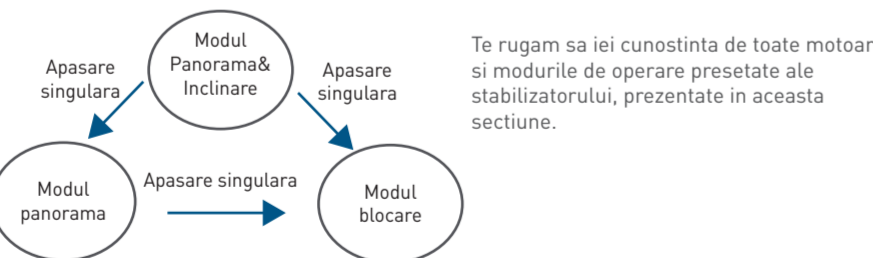 Modul
Panorama&
Inclinare
Apasare
singulara
Apasare
singulara
Modul
panorama
Apasare singulara
Modul
blocare
Te rugam sa iei cunostinta de toate
si modurile de operare presetate ale
stabilizatorului, prezentate in aceasta
sectiune.